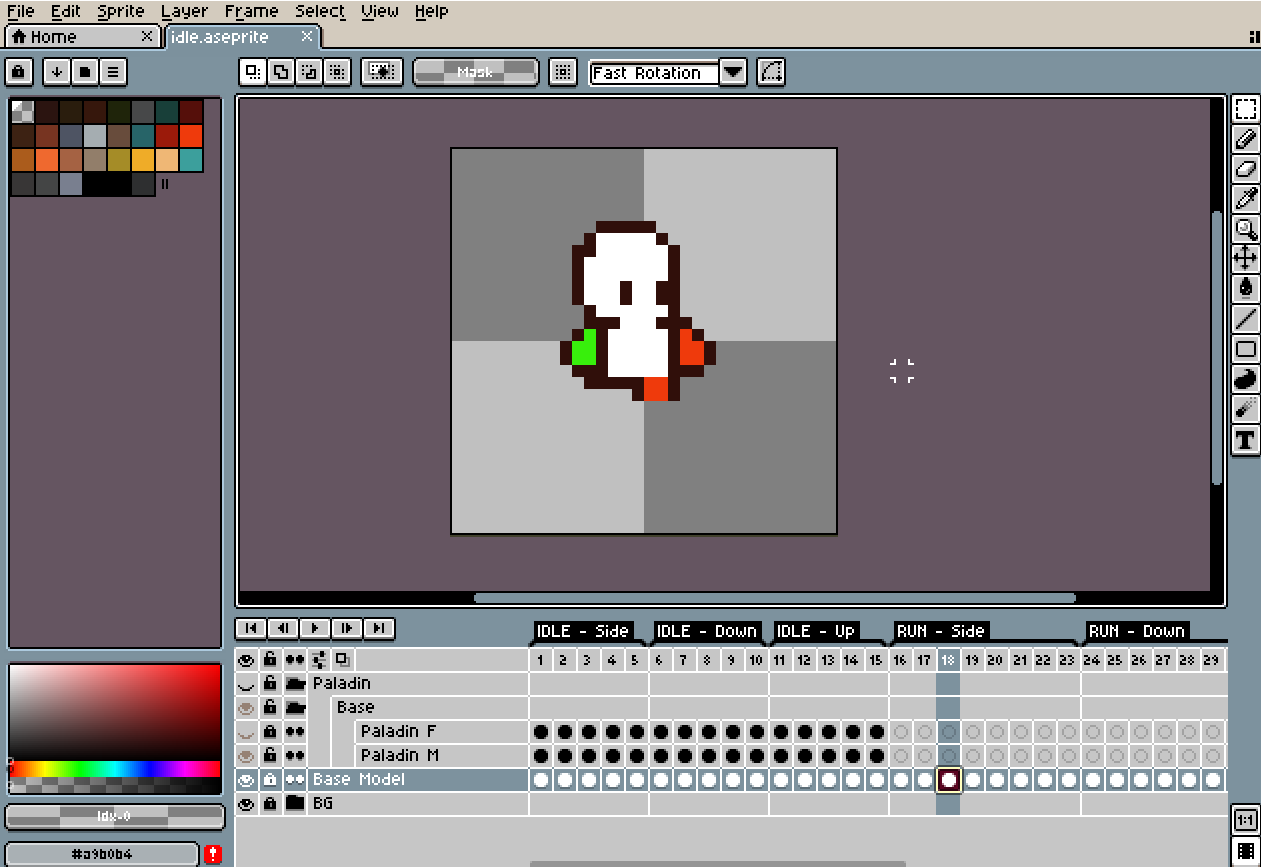 File Edit Sprite Layer Frame Select View Help
Home idle.aseprite
Mask Fast Rotation
IDLE - Side IDLE - Down IDLE - Up RUN - Side RUN - Down
1 2 3 4 5 6 7 8 9 10 11 12 13 14 15 16 17 18 19 20 21 22 23 24 25 26 27 28 29
Paladin
Base
Paladin F
Paladin M
Base Model
BG
Idx-0
1:1
#a9b0b4